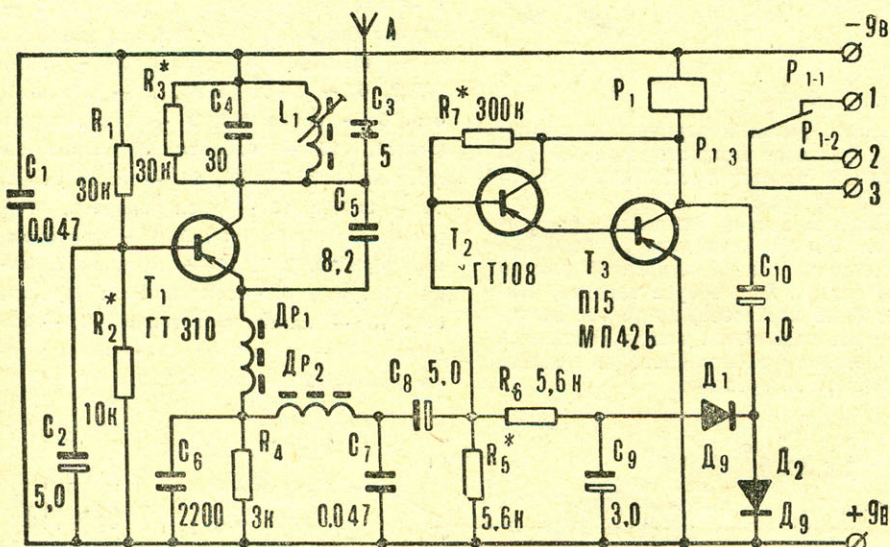 A
-9в
R3*
C4
L1
C3
R7* 300к
P1
P1-1
1
R1
30
5
P1-2
C1
30к
30к
C5
P1-3
2
3
0.047
8,2
T2
ГТ108
T3
C10
T1
ГТ 310
R2*
Др1
П15
МП42Б
1,0
Др2
C8
5,0
R6 5,6к
Д1
10к
C2
C6
R4
C7
R5*
C9
Д9
Д2
5,0
2200
3к
0.047
5,6к
3,0
Д9
+9в